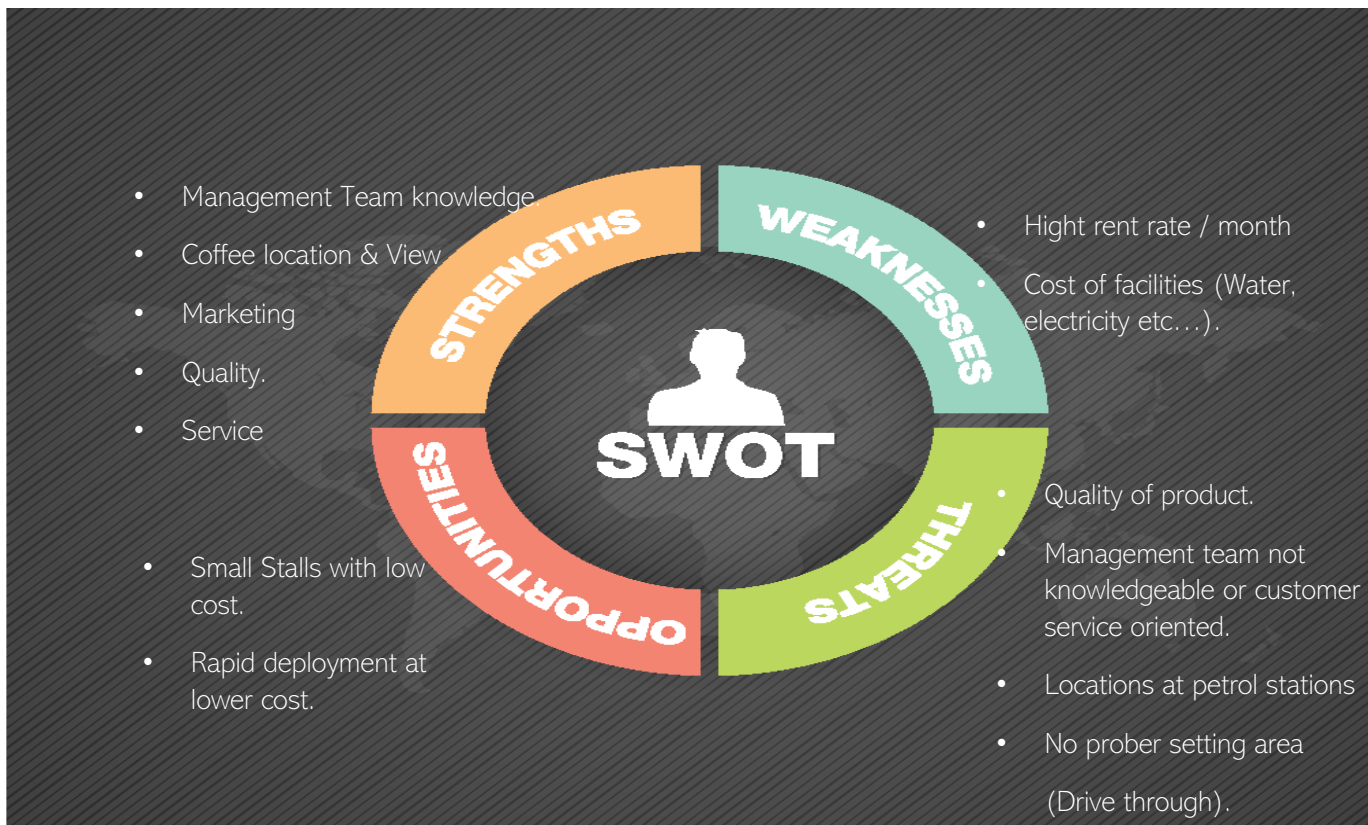 • Management Team knowledge.
• Coffee location & View
• Marketing
• Quality.
• Service
STRENGTHS
WEAKNESSES
• Hight rent rate / month
• Cost of facilities (Water,
electricity etc...).
SWOT
OPPORTUNITIES
• Small Stalls with low
cost.
• Rapid deployment at
lower cost.
THREATS
• Quality of product.
• Management team not
knowledgeable or customer
service oriented.
• Locations at petrol stations
• No prober setting area
(Drive through).